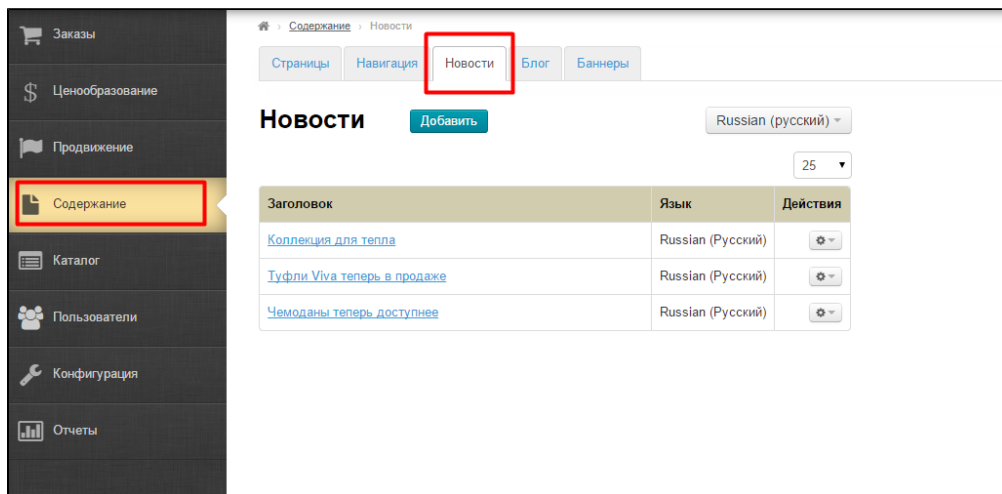 Заказы
Ценообразование
Продвижение
Содержание
Каталог
Пользователи
Конфигурация
Отчеты
Содержание › Новости
Страницы Навигация Новости Блог Баннеры
Новости Добавить Russian (русский)
25
Заголовок Язык Действия
Коллекция для тепла Russian (Русский)
Туфли Viva теперь в продаже Russian (Русский)
Чемоданы теперь доступнее Russian (Русский)